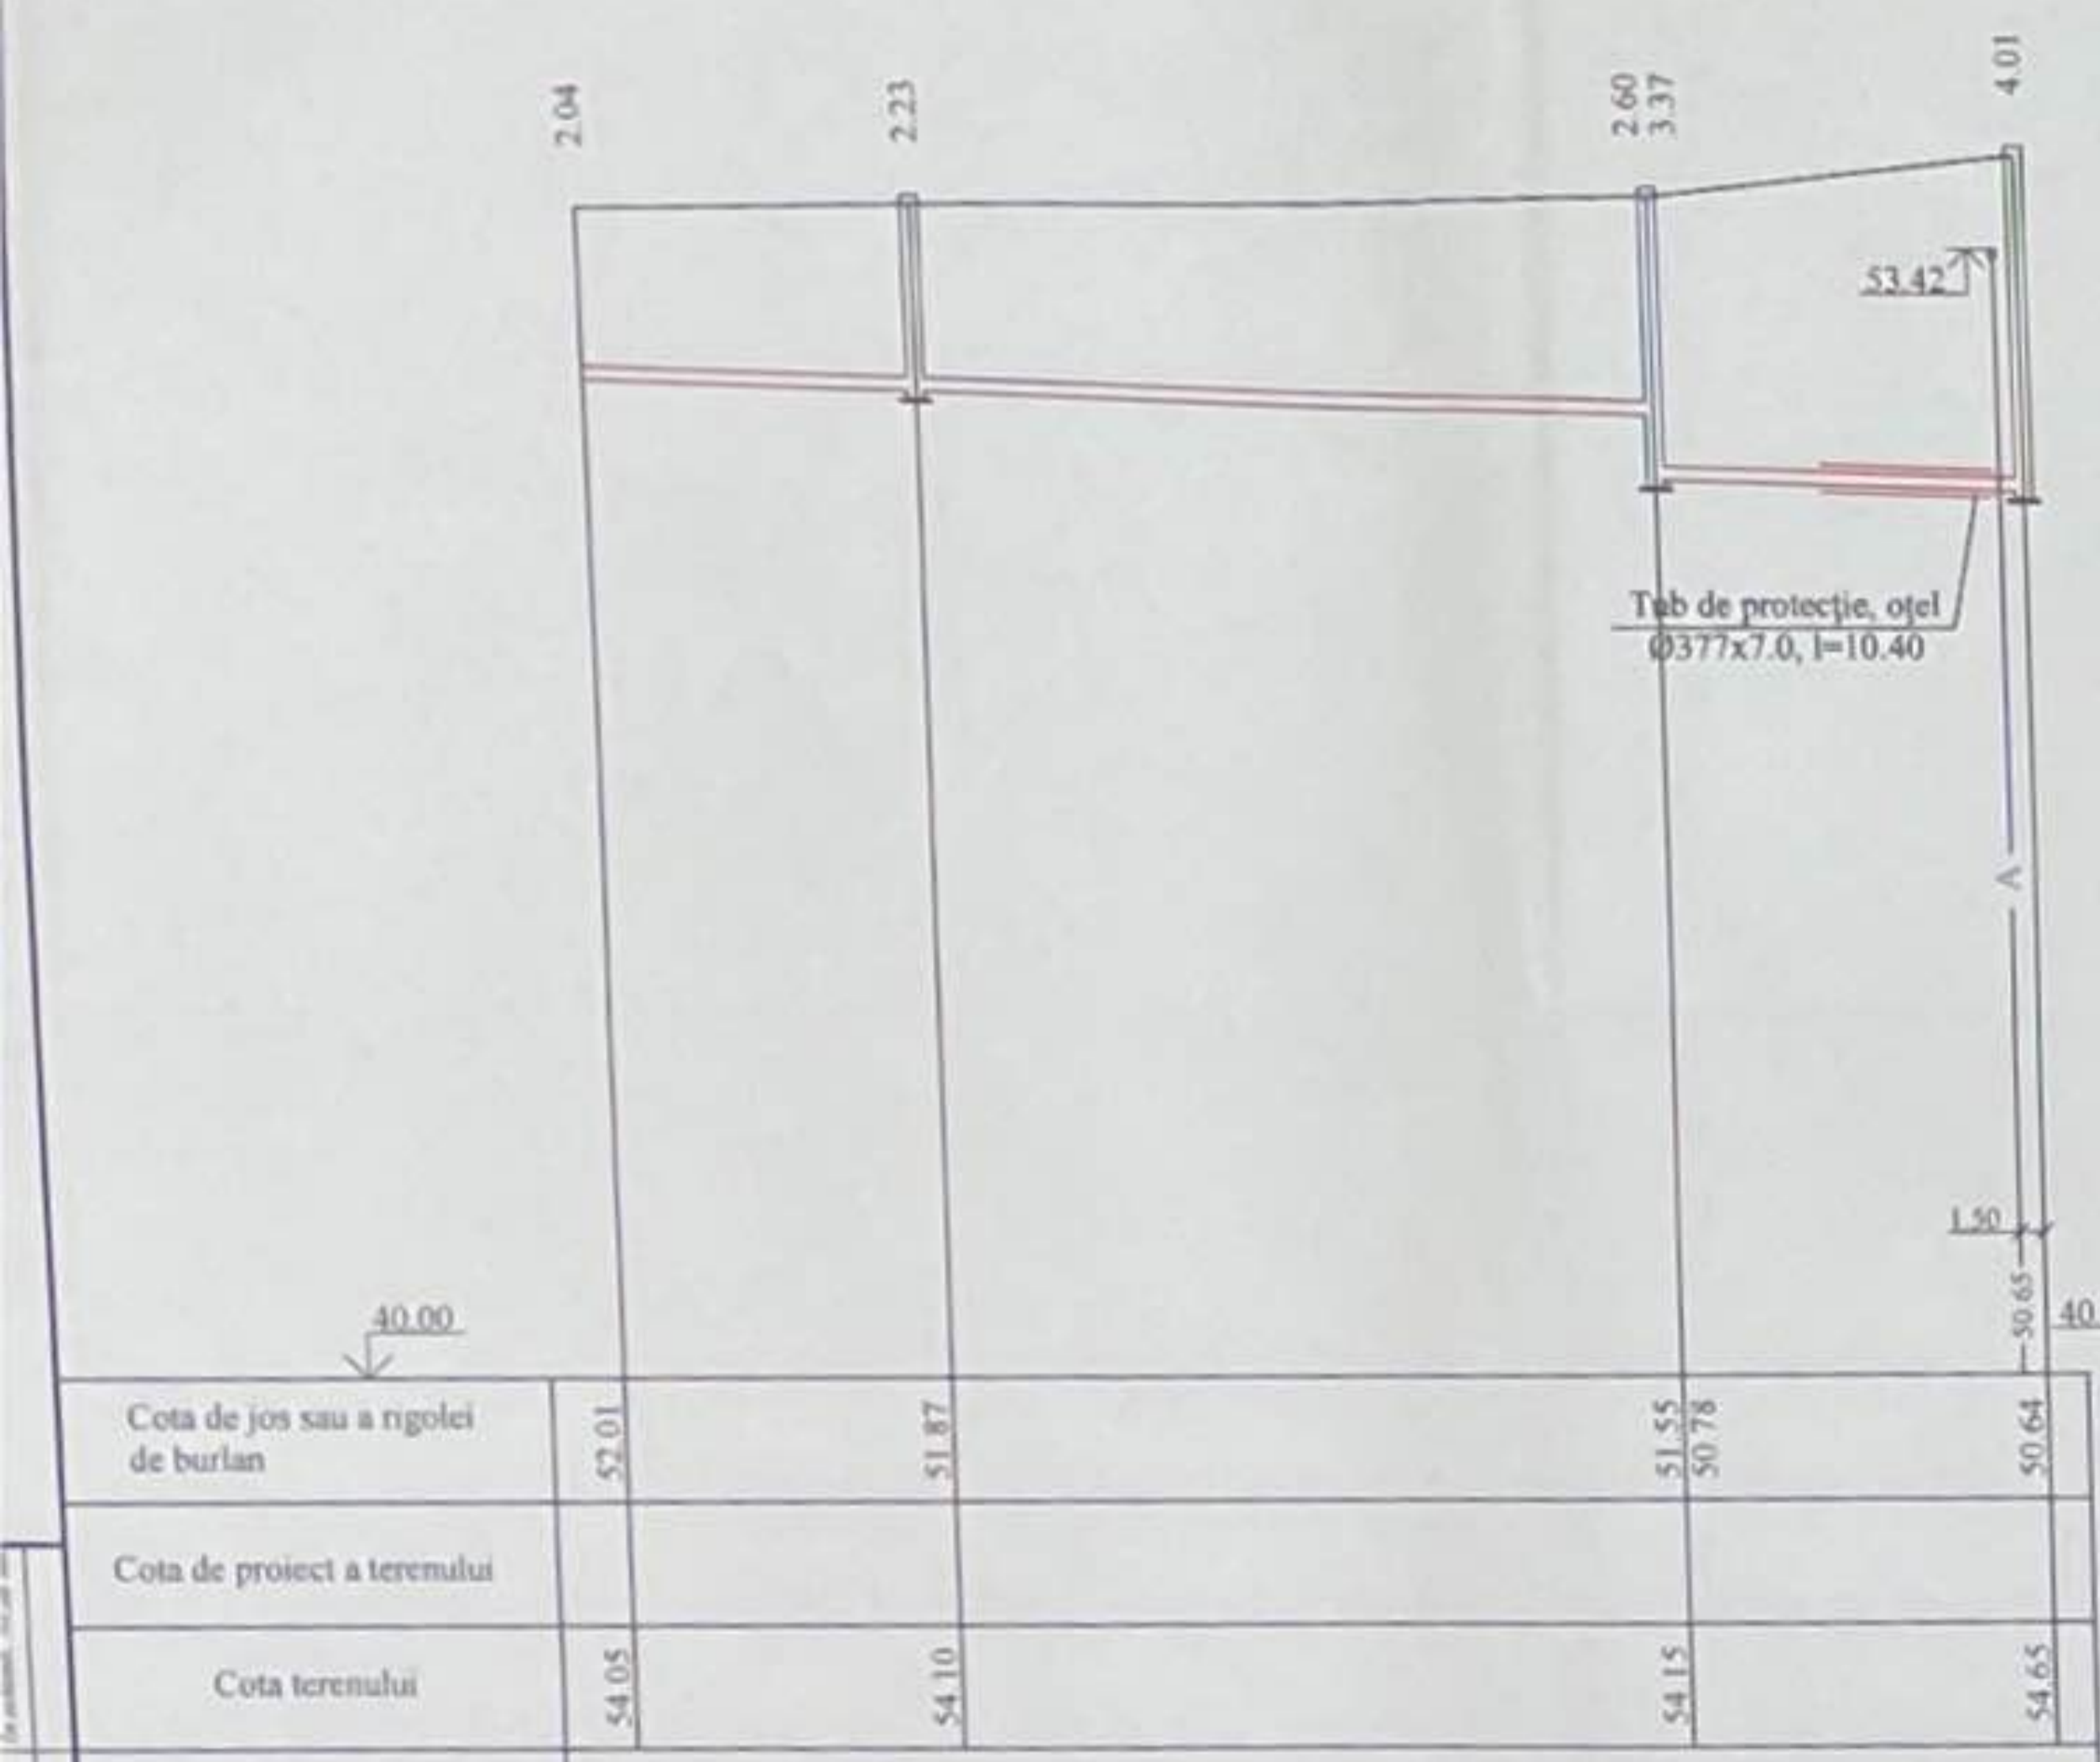 2.04
2.23
2.60
3.37
4.01
53.42
Tub de protecţie, oţel
Ø377x7.0, l=10.40
A
1.50
50.65
40.00
40
Cota de jos sau a rigolei
de burlan
52.01
51.87
51.55
50.78
50.64
Cota de proiect a terenului
Cota terenului
54.05
54.10
54.15
54.65